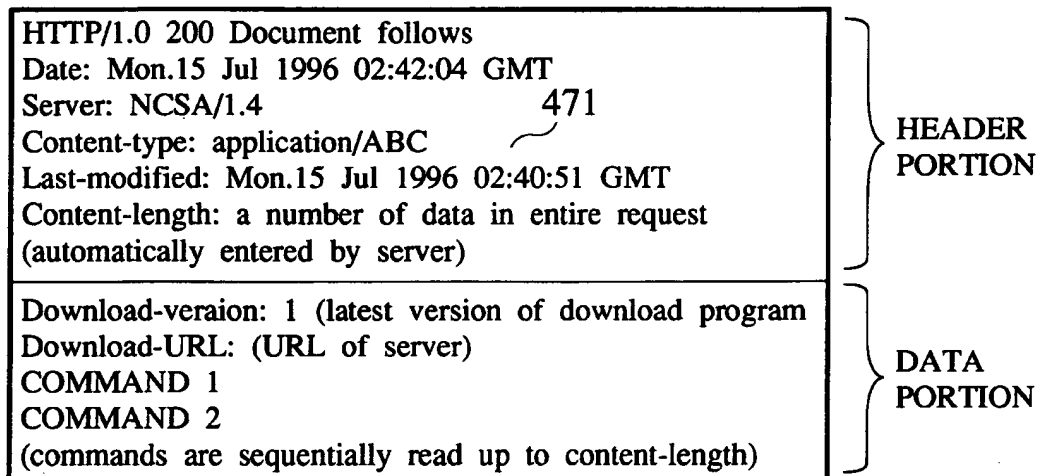 HTTP/1.0 200 Document follows
Date: Mon.15 Jul 1996 02:42:04 GMT
Server: NCSA/1.4
471
Content-type: application/ABC
Last-modified: Mon.15 Jul 1996 02:40:51 GMT
Content-length: a number of data in entire request
(automatically entered by server)
HEADER
PORTION
Download-veraion: 1 (latest version of download program
Download-URL: (URL of server)
COMMAND 1
COMMAND 2
(commands are sequentially read up to content-length)
DATA
PORTION